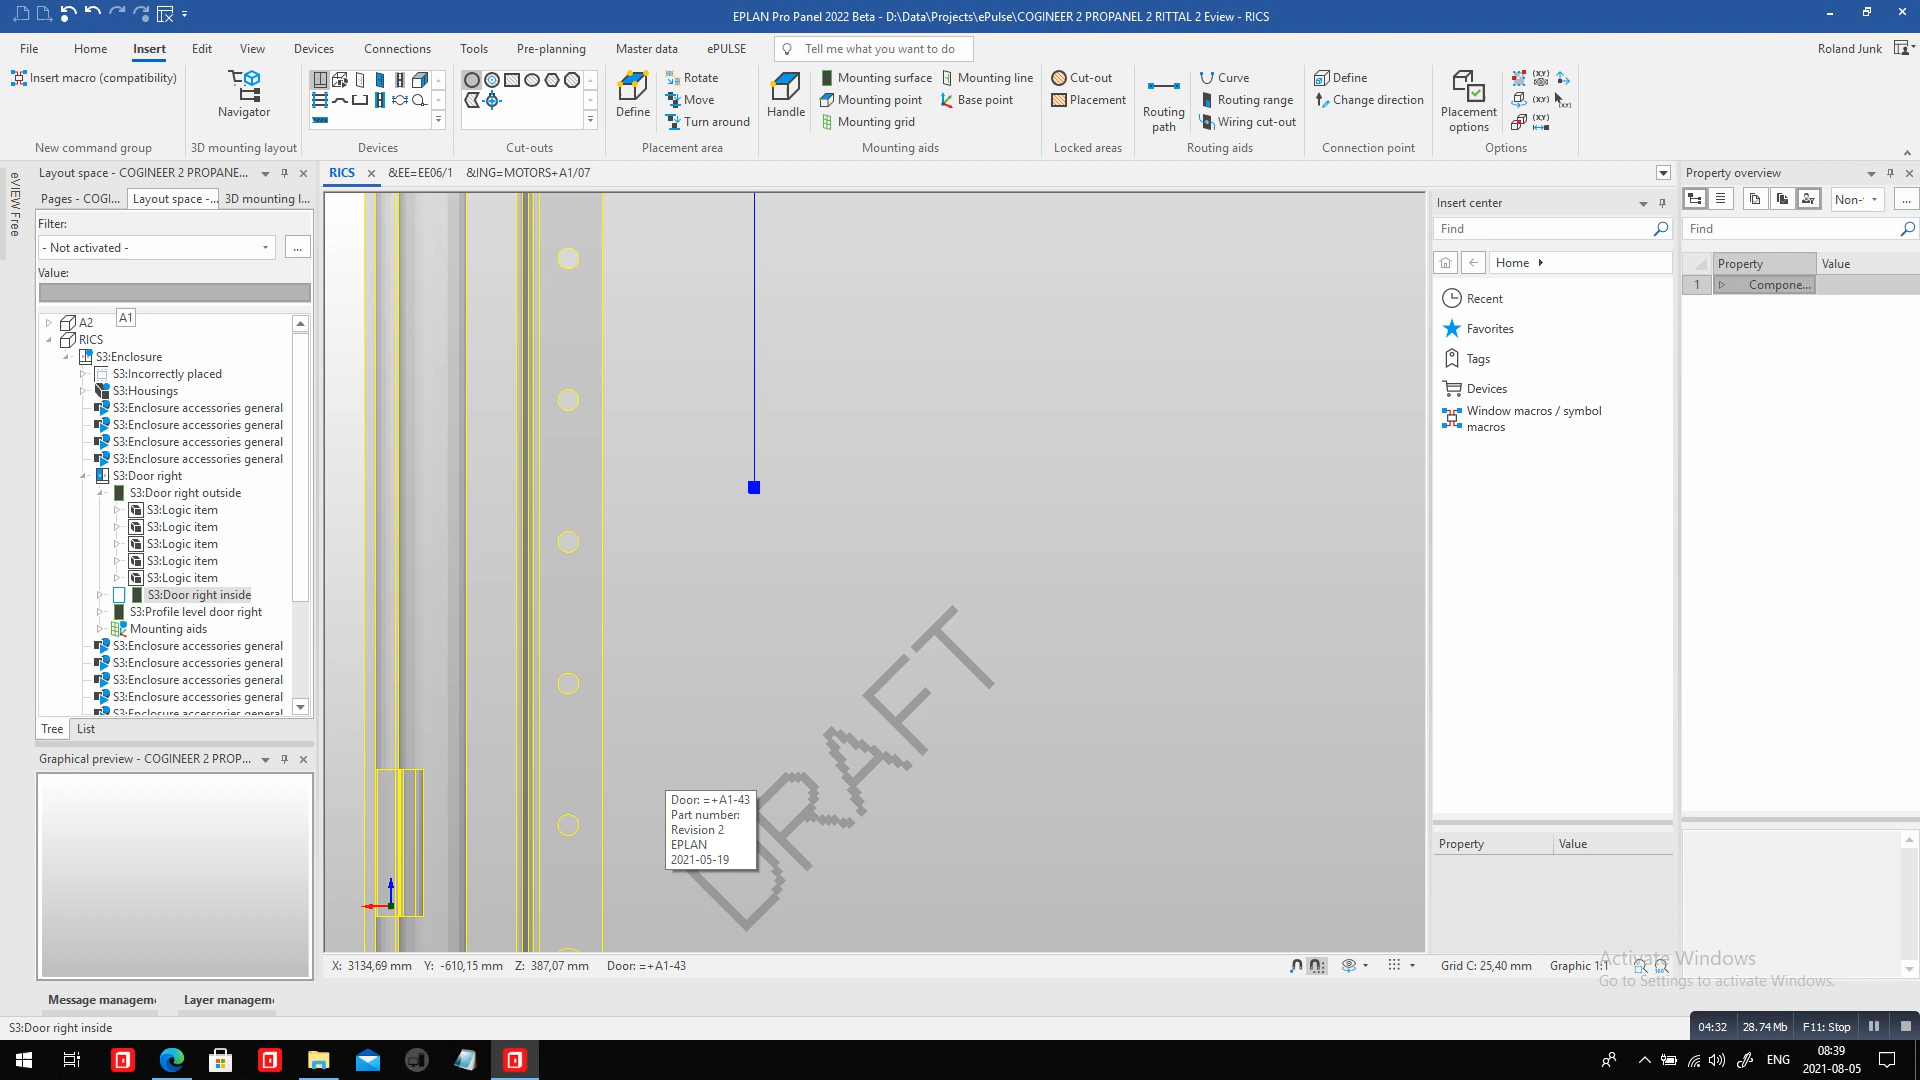 EPLAN Pro Panel 2022 Beta - D:\Data\Projects\ePulse\COGINEER 2 PROPANEL 2 RITTAL 2 Eview - RICS
File Home Insert Edit View Devices Connections Tools Pre-planning Master data ePULSE Tell me what you want to do Roland Junk
Insert macro (compatibility)
New command group
Navigator
3D mounting layout
Devices
Cut-outs
Define
Rotate
Move
Turn around
Placement area
Handle
Mounting surface
Mounting point
Mounting grid
Mounting line
Base point
Mounting aids
Cut-out
Placement
Locked areas
Routing path
Curve
Routing range
Wiring cut-out
Routing aids
Define
Change direction
Connection point
Placement options
Options
eVIEW Free
Layout space - COGINEER 2 PROPANE...
Pages - COGI... Layout space -... 3D mounting l...
Filter:
- Not activated -
...
Value:
A1
A2
RICS
S3:Enclosure
S3:Incorrectly placed
S3:Housings
S3:Enclosure accessories general
S3:Enclosure accessories general
S3:Enclosure accessories general
S3:Enclosure accessories general
S3:Door right
S3:Door right outside
S3:Logic item
S3:Logic item
S3:Logic item
S3:Logic item
S3:Logic item
S3:Door right inside
S3:Profile level door right
Mounting aids
S3:Enclosure accessories general
S3:Enclosure accessories general
S3:Enclosure accessories general
S3:Enclosure accessories general
S3:Enclosure accessories general
Tree List
Graphical preview - COGINEER 2 PROP...
Message managem Layer managem
RICS &EE=EE06/1 &ING=MOTORS+A1/07
DRAFT
Door: =+A1-43
Part number:
Revision 2
EPLAN
2021-05-19
X: 3134,69 mm Y: -610,15 mm Z: 387,07 mm Door: =+A1-43
Grid C: 25,40 mm Graphic 1:1
Insert center
Find
Home
Recent
Favorites
Tags
Devices
Window macros / symbol
macros
Property Value
Property overview
Non-
...
Find
Property Value
1 Compone...
Activate Windows
Go to Settings to activate Windows.
S3:Door right inside
04:32 28.74 Mb F11: Stop
ENG
08:39
2021-08-05